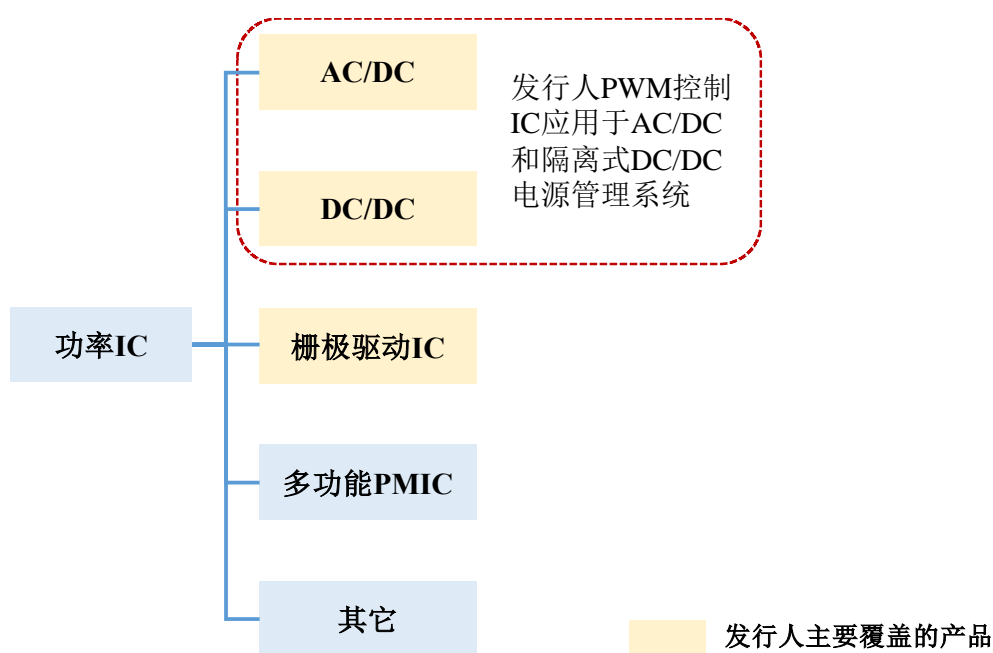 AC/DC
发行人PWM控制
IC应用于AC/DC
和隔离式DC/DC
电源管理系统
DC/DC
功率IC
栅极驱动IC
多功能PMIC
其它
发行人主要覆盖的产品